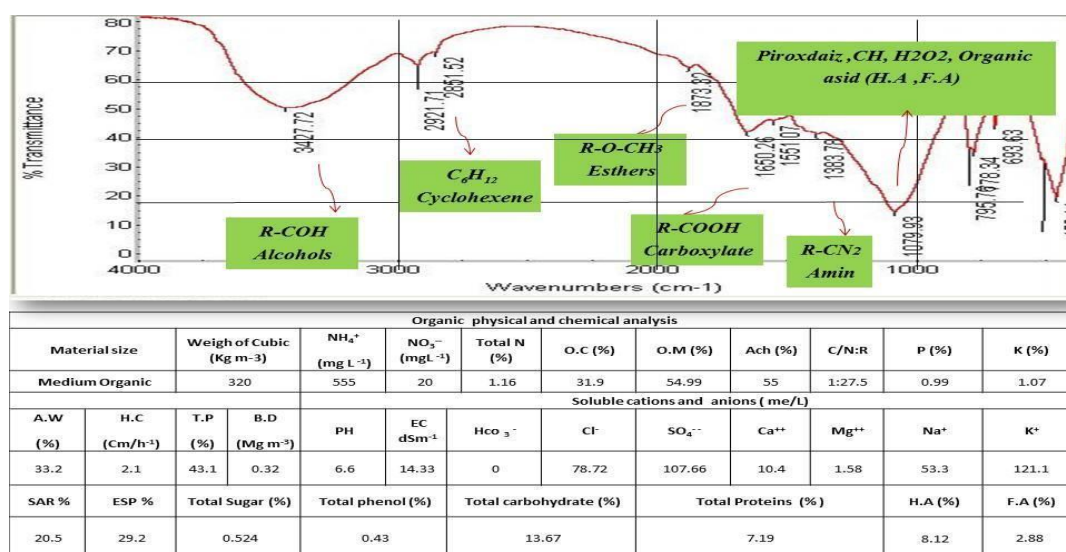 80
70
60
50
40
30
20
10
0
%Transmittance
4000
3000
2000
1000
Wavenumbers (cm-1)
3427.72
2921.71
2851.52
1873.82
1650.26
1551.07
1383.78
1079.93
795.76
778.34
693.63
R-COH
Alcohols
C₆H₁₂
Cyclohexene
R-O-CH3
Esthers
R-COOH
Carboxylate
R-CN2
Amin
Piroxdaiz ,CH, H2O2, Organic
asid (H.A ,F.A)
Organic physical and chemical analysis
Material size | Weigh of Cubic (Kg m-3) | NH₄⁺ (mg L⁻¹) | NO₃⁻ (mgL⁻¹) | Total N (%) | O.C (%) | O.M (%) | Ach (%) | C/N:R | P (%) | K (%)
Medium Organic | 320 | 555 | 20 | 1.16 | 31.9 | 54.99 | 55 | 1:27.5 | 0.99 | 1.07
Soluble cations and anions ( me/L)
A.W (%) | H.C (Cm/h⁻¹) | T.P (%) | B.D (Mg m⁻³) | PH | EC dSm⁻¹ | Hco ₃⁻ | Cl⁻ | SO₄⁻⁻ | Ca⁺⁺ | Mg⁺⁺ | Na⁺ | K⁺
33.2 | 2.1 | 43.1 | 0.32 | 6.6 | 14.33 | 0 | 78.72 | 107.66 | 10.4 | 1.58 | 53.3 | 121.1
SAR % | ESP % | Total Sugar (%) | Total phenol (%) | Total carbohydrate (%) | Total Proteins (% ) | H.A (%) | F.A (%)
20.5 | 29.2 | 0.524 | 0.43 | 13.67 | 7.19 | 8.12 | 2.88